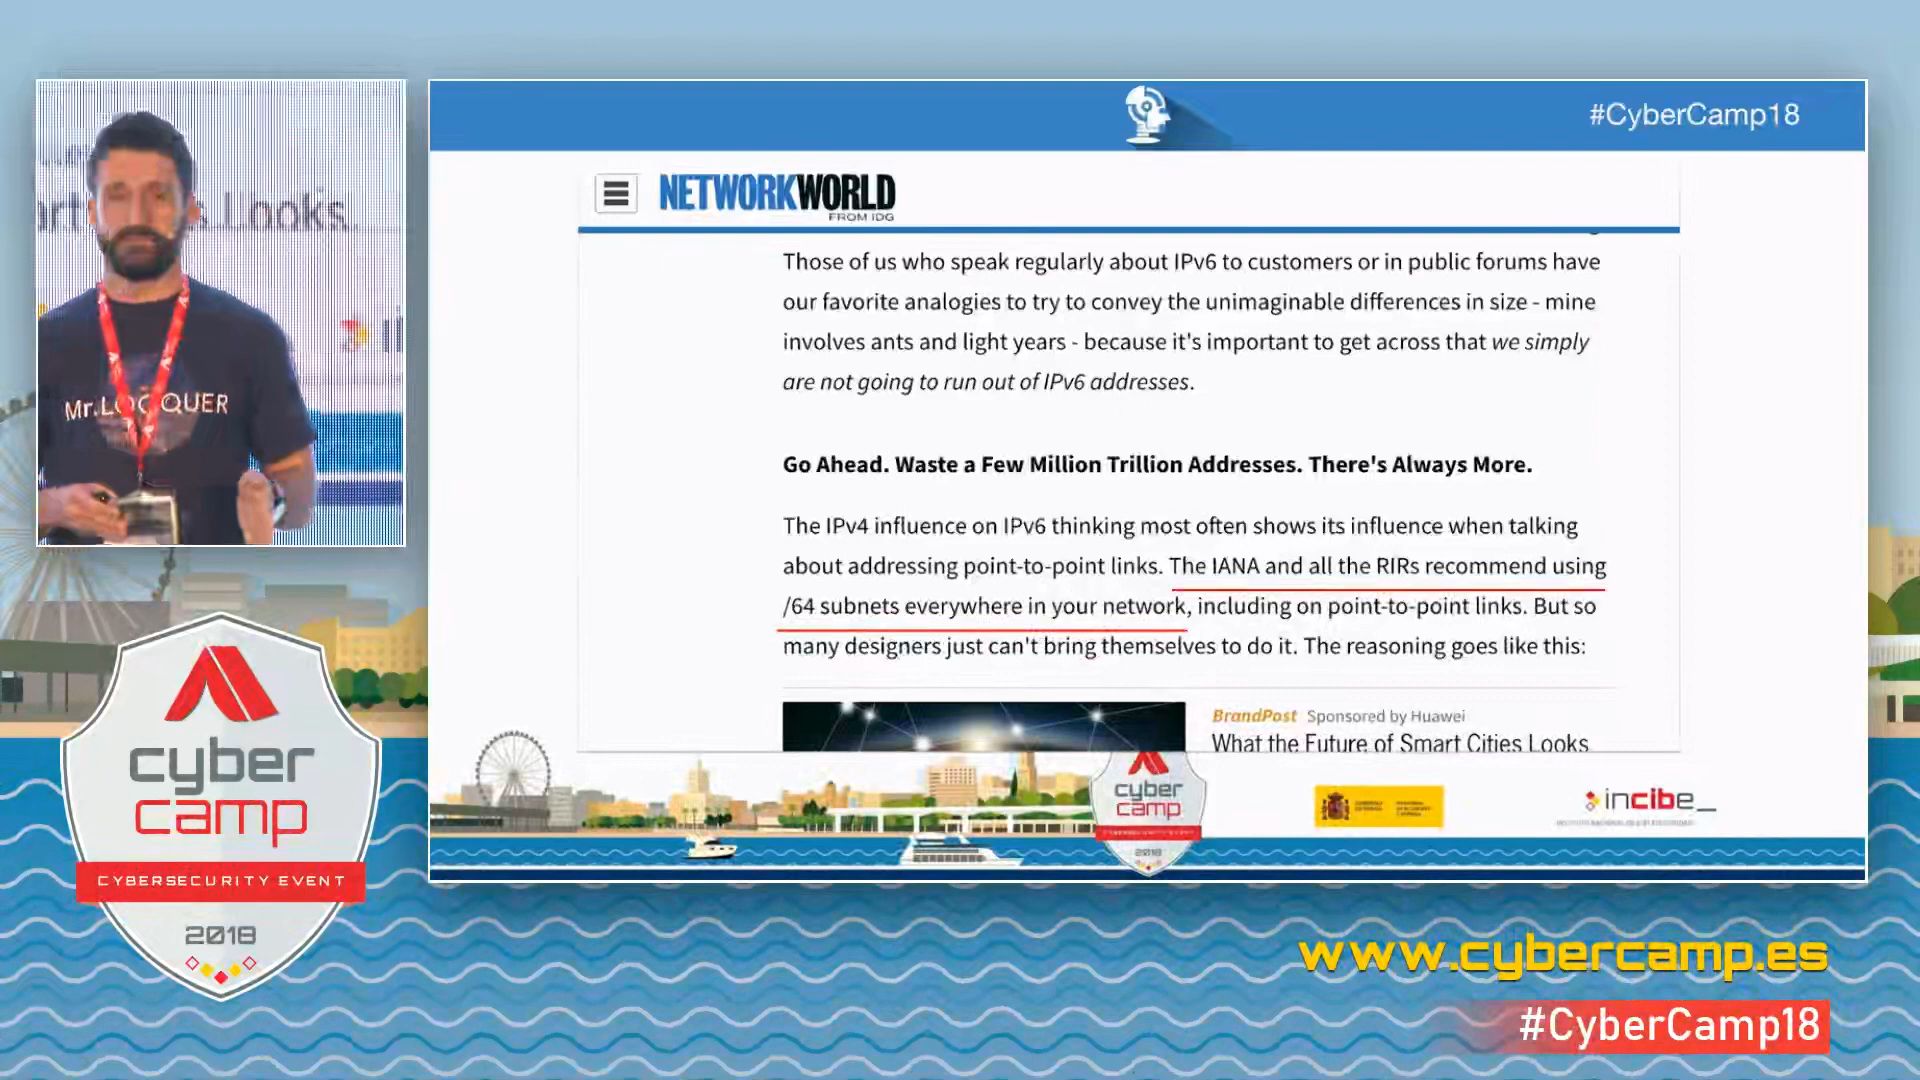 #CyberCamp18
NETWORKWORLD
FROM IDG
Those of us who speak regularly about IPv6 to customers or in public forums have
our favorite analogies to try to convey the unimaginable differences in size - mine
involves ants and light years - because it's important to get across that we simply
are not going to run out of IPv6 addresses.
Go Ahead. Waste a Few Million Trillion Addresses. There's Always More.
The IPv4 influence on IPv6 thinking most often shows its influence when talking
about addressing point-to-point links. The IANA and all the RIRs recommend using
/64 subnets everywhere in your network, including on point-to-point links. But so
many designers just can't bring themselves to do it. The reasoning goes like this:
BrandPost Sponsored by Huawei
What the Future of Smart Cities Looks
cyber
camp
2018
incibe_
Looks
Mr.LOOQUER
cyber
camp
CYBERSECURITY EVENT
2018
www.cybercamp.es
#CyberCamp18